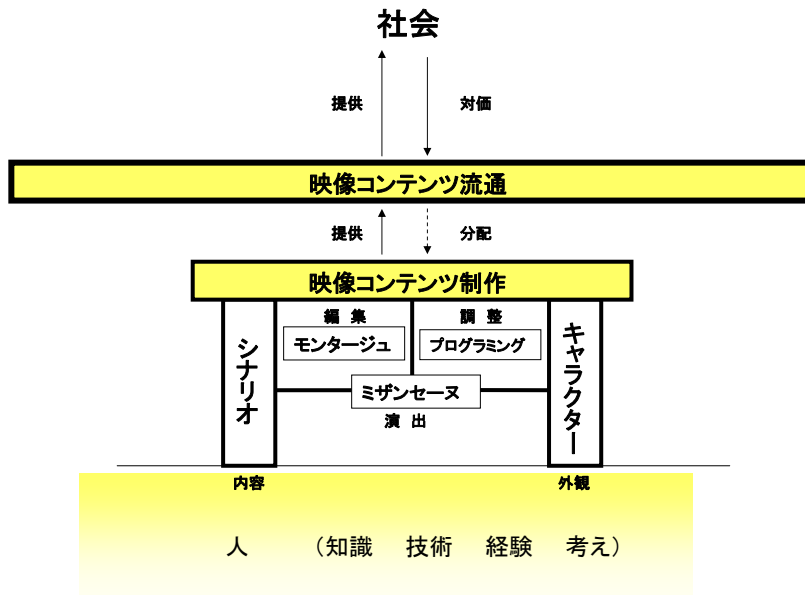 社会
提供
対価
映像コンテンツ流通
提供
分配
映像コンテンツ制作
シナリオ
編 集
モンタージュ
調 整
プログラミング
キャラクター
ミザンセーヌ
演 出
内容
外観
人 （知識 技術 経験 考え）